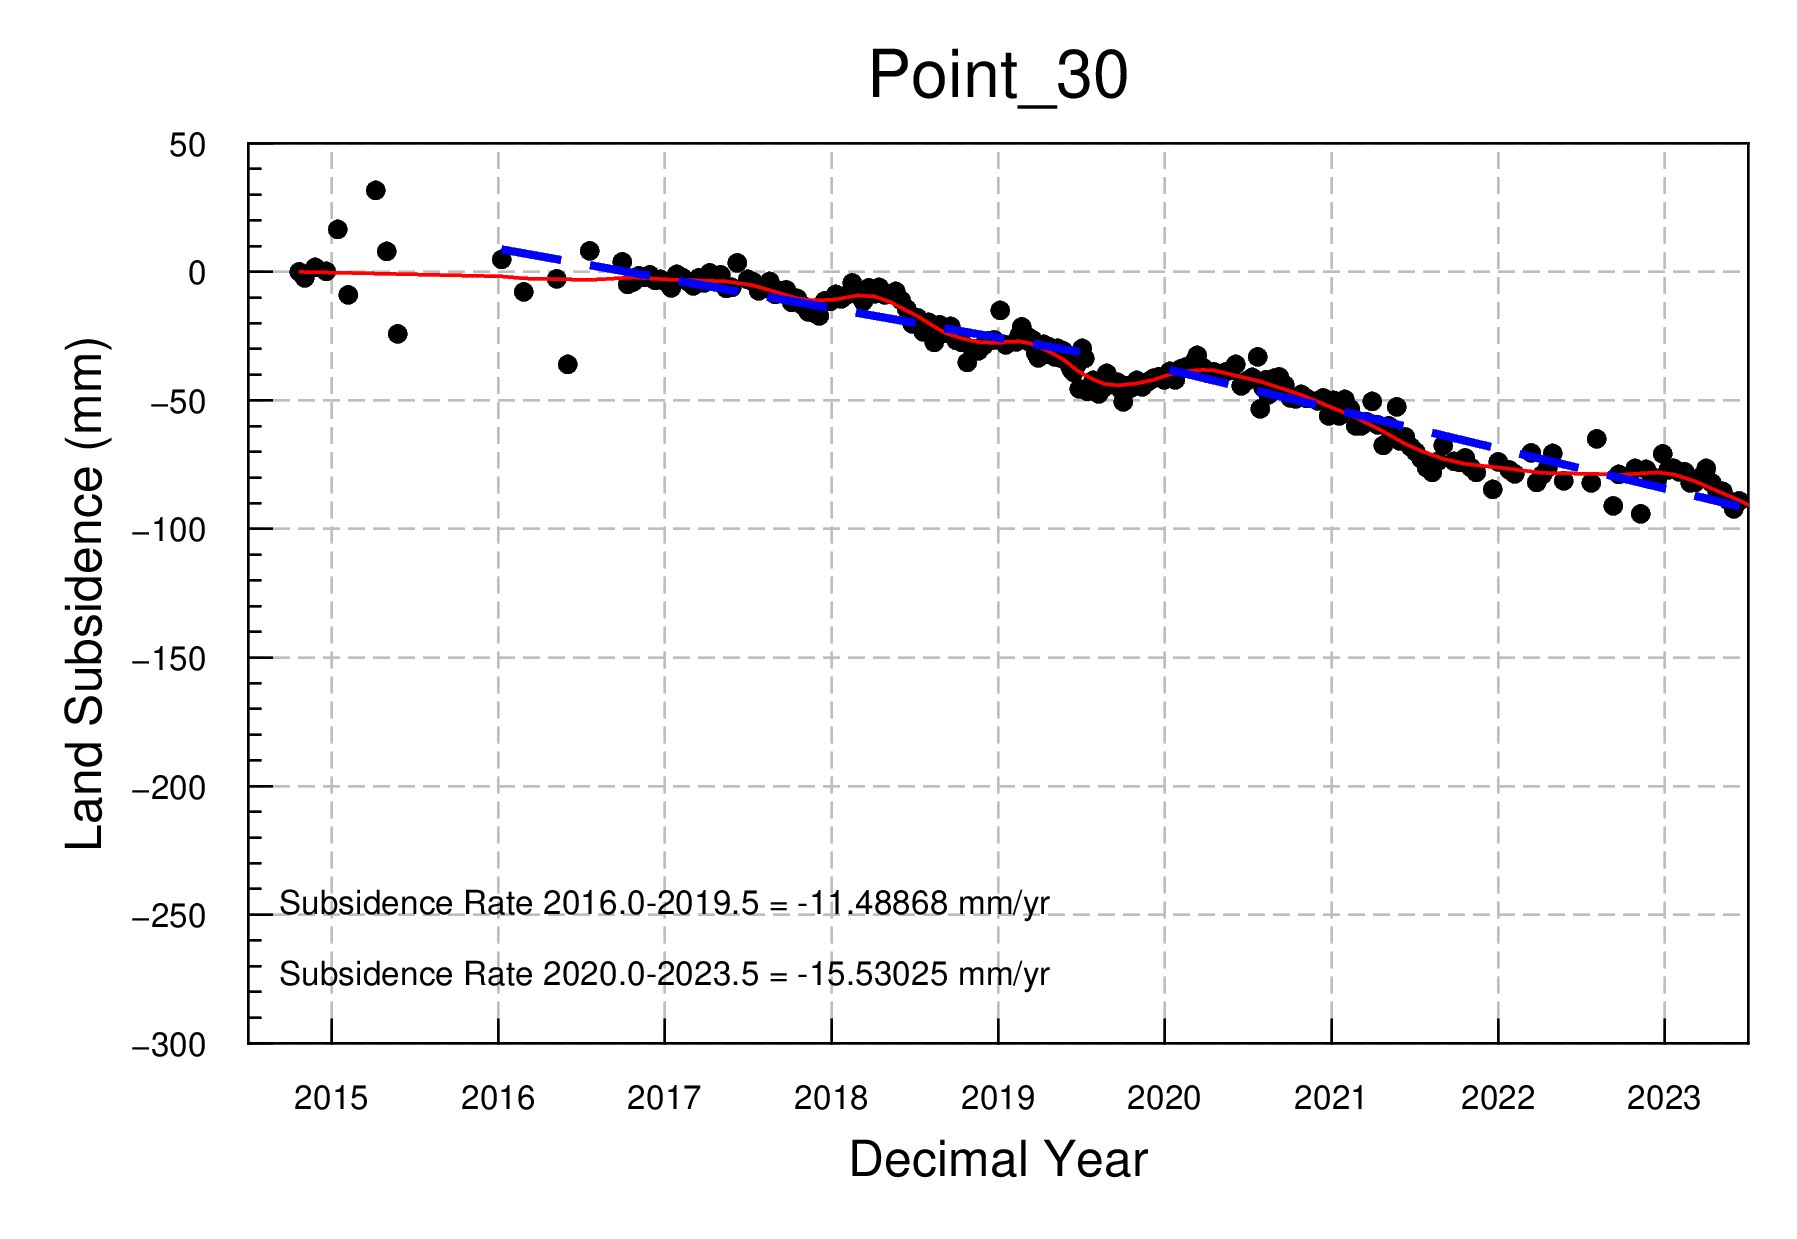 Point_30
50
0
−50
−100
−150
−200
−250
−300
Land Subsidence (mm)
Subsidence Rate 2016.0-2019.5 = -11.48868 mm/yr
Subsidence Rate 2020.0-2023.5 = -15.53025 mm/yr
2015 2016 2017 2018 2019 2020 2021 2022 2023
Decimal Year